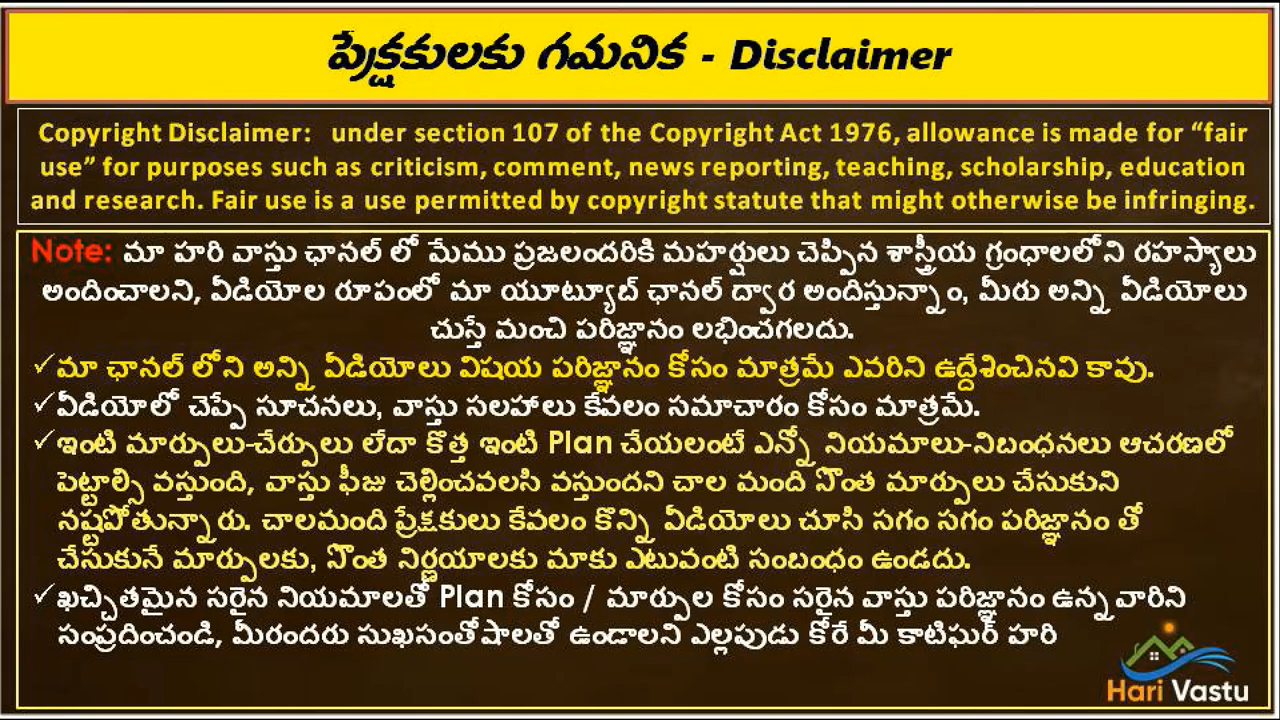 ప్రేక్షకులకు గమనిక - Disclaimer
Copyright Disclaimer: under section 107 of the Copyright Act 1976, allowance is made for “fair
use” for purposes such as criticism, comment, news reporting, teaching, scholarship, education
and research. Fair use is a use permitted by copyright statute that might otherwise be infringing.
Note: మా హరి వాస్తు ఛానల్ లో మేము ప్రజలందరికి మహర్షులు చెప్పిన శాస్త్రీయ గ్రంధాలలోని రహస్యాలు
అందించాలని, వీడియోల రూపంలో మా యూట్యూబ్ ఛానల్ ద్వార అందిస్తున్నాం, మీరు అన్ని వీడియోలు
చుస్తే మంచి పరిజ్ఞానం లభించగలదు.
✓మా ఛానల్ లోని అన్ని వీడియోలు విషయ పరిజ్ఞానం కోసం మాత్రమే ఎవరిని ఉద్దేశించినవి కావు.
✓వీడియోలో చెప్పే సూచనలు, వాస్తు సలహాలు కేవలం సమాచారం కోసం మాత్రమే.
✓ఇంటి మార్పులు-చేర్పులు లేదా కొత్త ఇంటి Plan చేయలంటే ఎన్నో నియమాలు-నిబంధనలు ఆచరణలో
పెట్టాల్సి వస్తుంది, వాస్తు ఫీజు చెల్లించవలసి వస్తుందని చాల మంది సొంత మార్పులు చేసుకుని
నష్టపోతున్నారు. చాలమంది ప్రేక్షకులు కేవలం కొన్ని వీడియోలు చూసి సగం సగం పరిజ్ఞానం తో
చేసుకునే మార్పులకు, సొంత నిర్ణయాలకు మాకు ఎటువంటి సంబంధం ఉండదు.
✓ఖచ్చితమైన సరైన నియమాలతో Plan కోసం / మార్పుల కోసం సరైన వాస్తు పరిజ్ఞానం ఉన్నవారిని
సంప్రదించండి, మీరందరు సుఖసంతోషాలతో ఉండాలని ఎల్లపుడు కోరే మీ కాటిఘర్ హరి
Hari Vastu